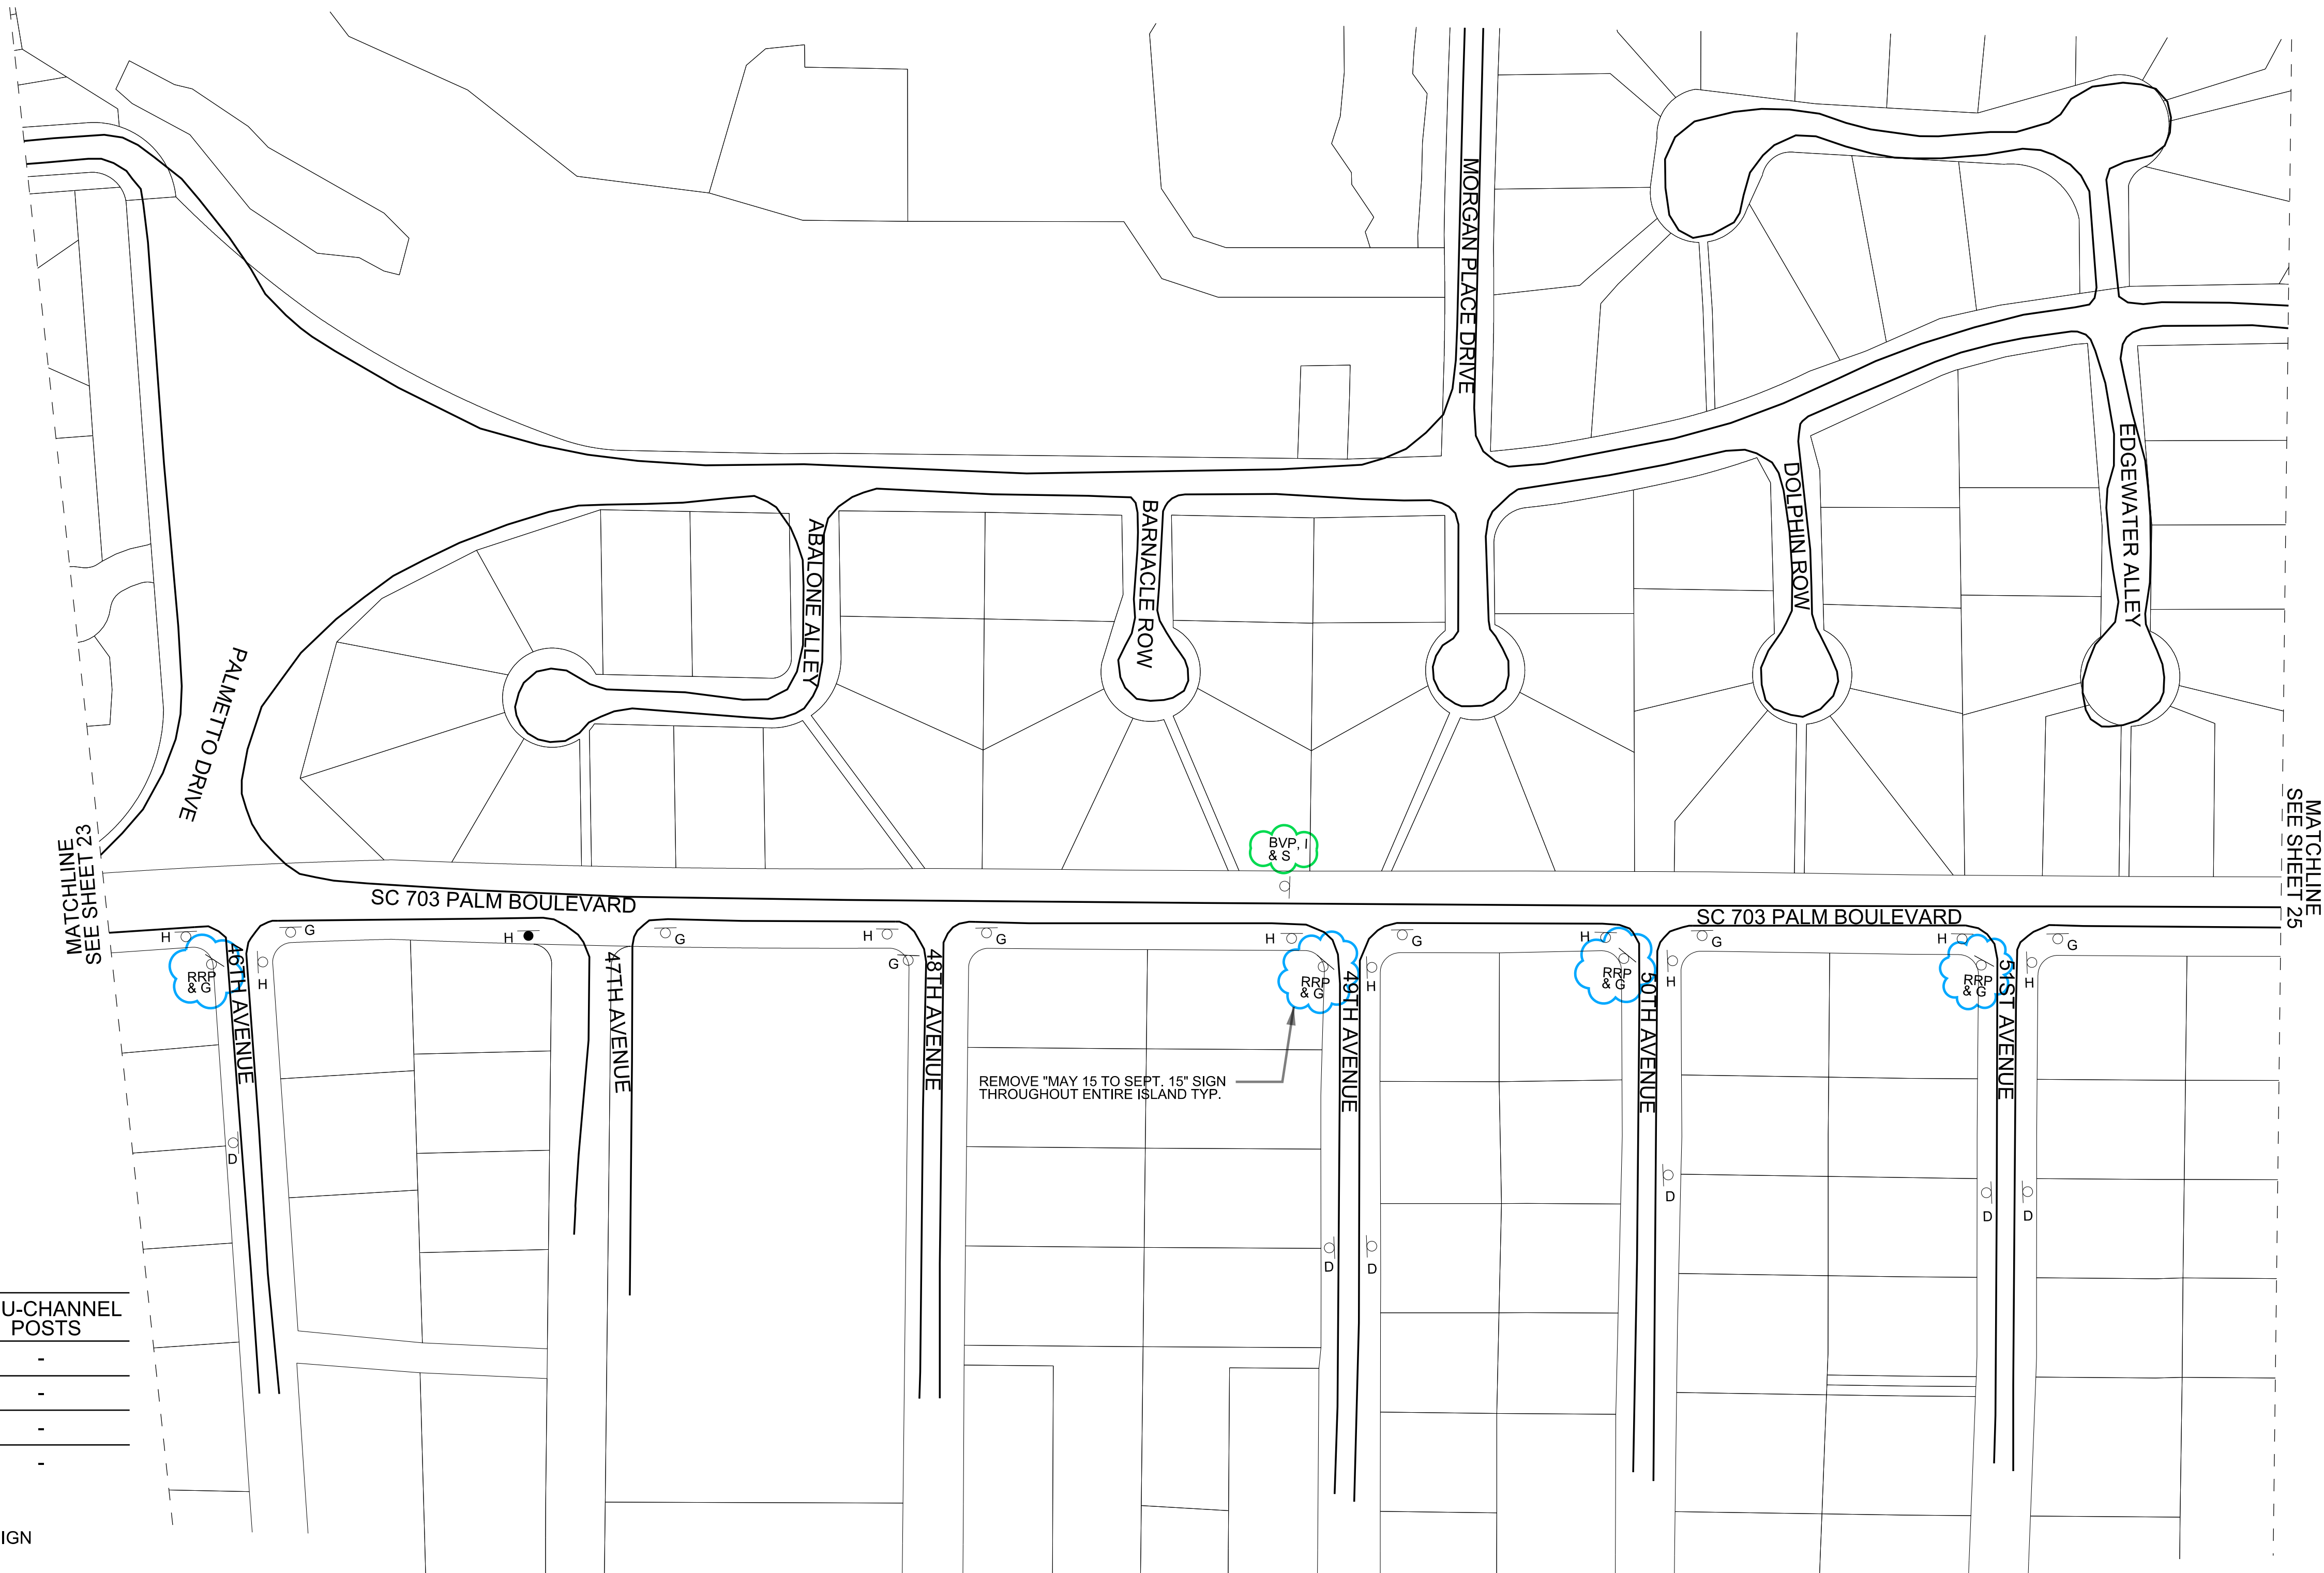 MORGAN PLACE DRIVE
ABALONE ALLEY
BARNACLE ROW
DOLPHIN ROW
EDGEWATER ALLEY
PALMETTO DRIVE
MATCHLINE
SEE SHEET 23
MATCHLINE
SEE SHEET 25
BVP, I
& S
SC 703 PALM BOULEVARD
SC 703 PALM BOULEVARD
H
RRP
& G
46TH AVENUE
H
G
D
H
47TH AVENUE
G
H
G
48TH AVENUE
G
H
RRP
& G
49TH AVENUE
H
G
D
D
REMOVE "MAY 15 TO SEPT. 15" SIGN
THROUGHOUT ENTIRE ISLAND TYP.
H
RRP
& G
50TH AVENUE
H
G
D
H
RRP
& G
51ST AVENUE
H
G
D
D
U-CHANNEL
POSTS
-
-
-
-
IGN